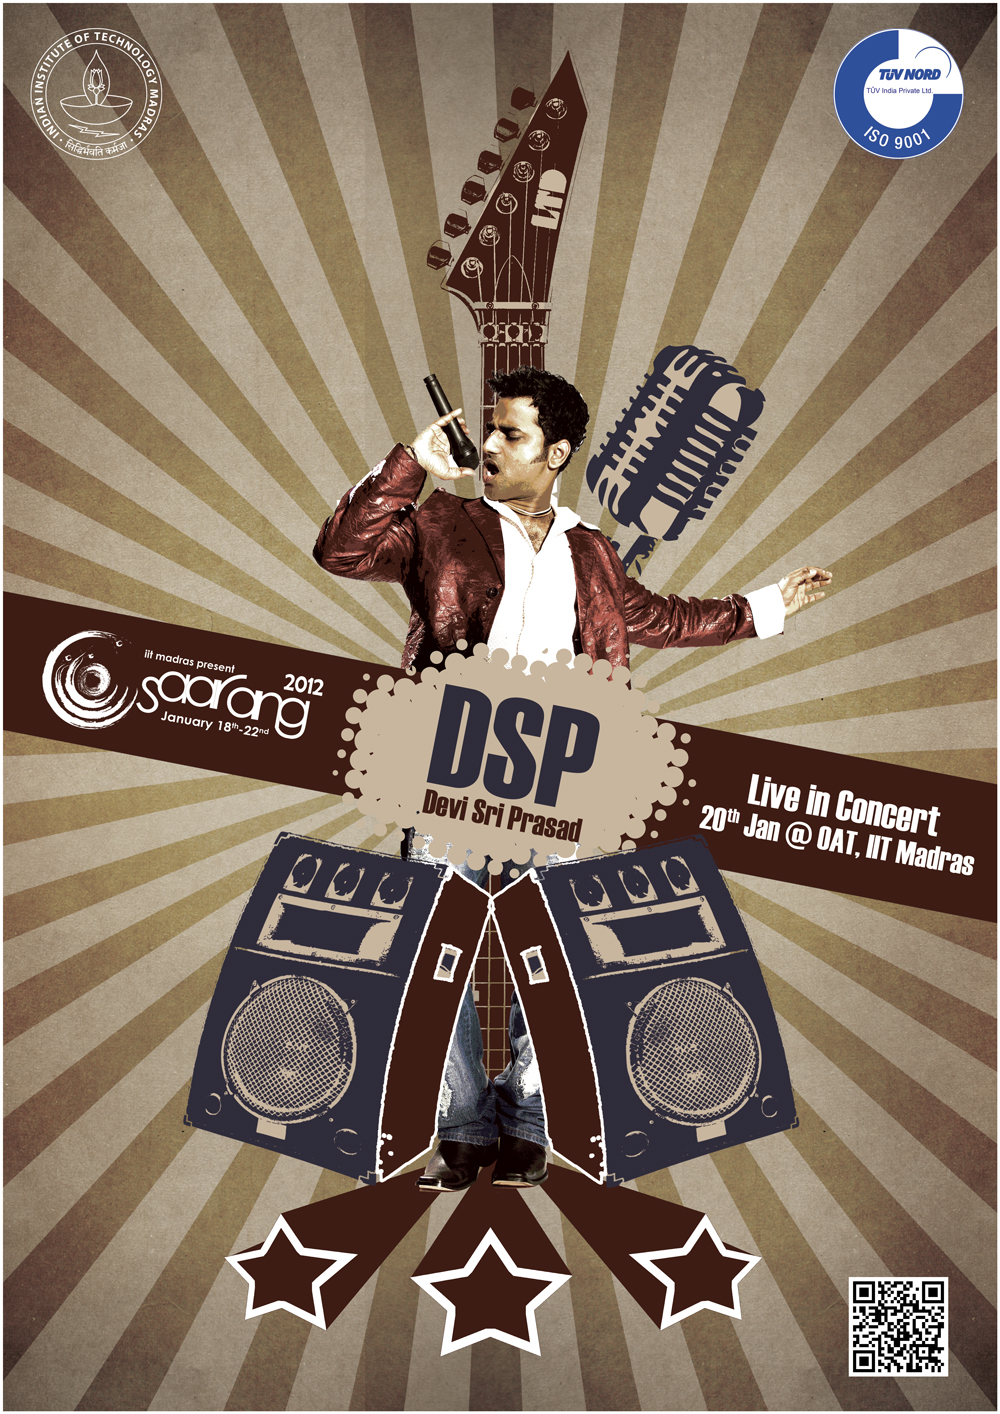 INDIAN INSTITUTE OF TECHNOLOGY MADRAS
सिद्धिर्भवति कर्मजा
TÜV NORD
TÜV India Private Ltd.
ISO 9001
LTD
iit madras present
saarang 2012
January 18th-22nd
DSP
Devi Sri Prasad
Live in Concert
20th Jan @ OAT, IIT Madras